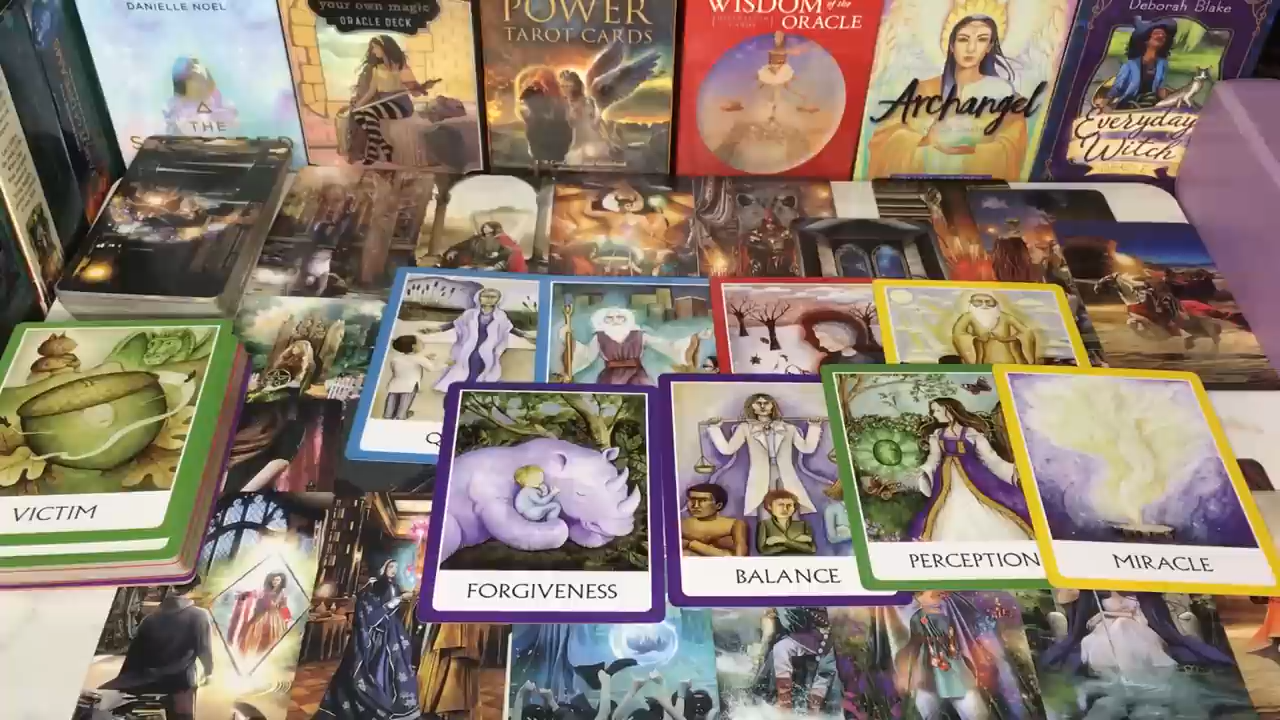 DANIELLE NOEL
THE
your own magic
ORACLE DECK
POWER
TAROT CARDS
WISDOM of the
ORACLE
Archangel
Deborah Blake
Everyday
Witch
VICTIM
FORGIVENESS
BALANCE
PERCEPTION
MIRACLE